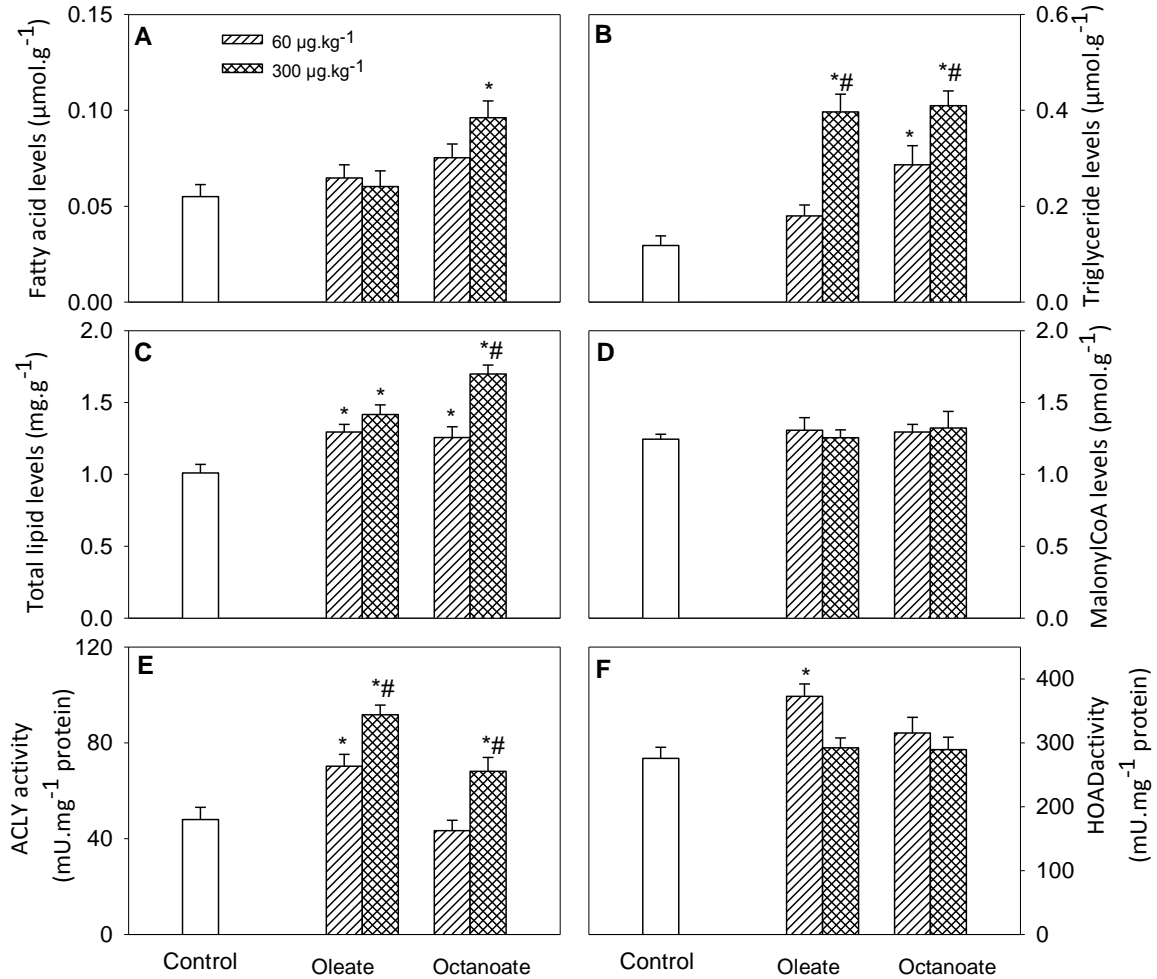 A
60 µg.kg-1
300 µg.kg-1
Fatty acid levels (µmol.g-1)
0.15
0.10
0.05
0.00
*
B
Triglyceride levels (µmol.g-1)
0.6
0.4
0.2
0.0
*#
*
*#
C
Total lipid levels (mg.g-1)
2.0
1.5
1.0
0.5
0.0
*
*
*
*#
D
MalonylCoA levels (pmol.g-1)
2.0
1.5
1.0
0.5
0.0
E
ACLY activity
(mU.mg-1 protein)
120
80
40
0
*
*#
*#
Control
Oleate
Octanoate
F
HOADactivity
(mU.mg-1 protein)
400
300
200
100
0
*
Control
Oleate
Octanoate